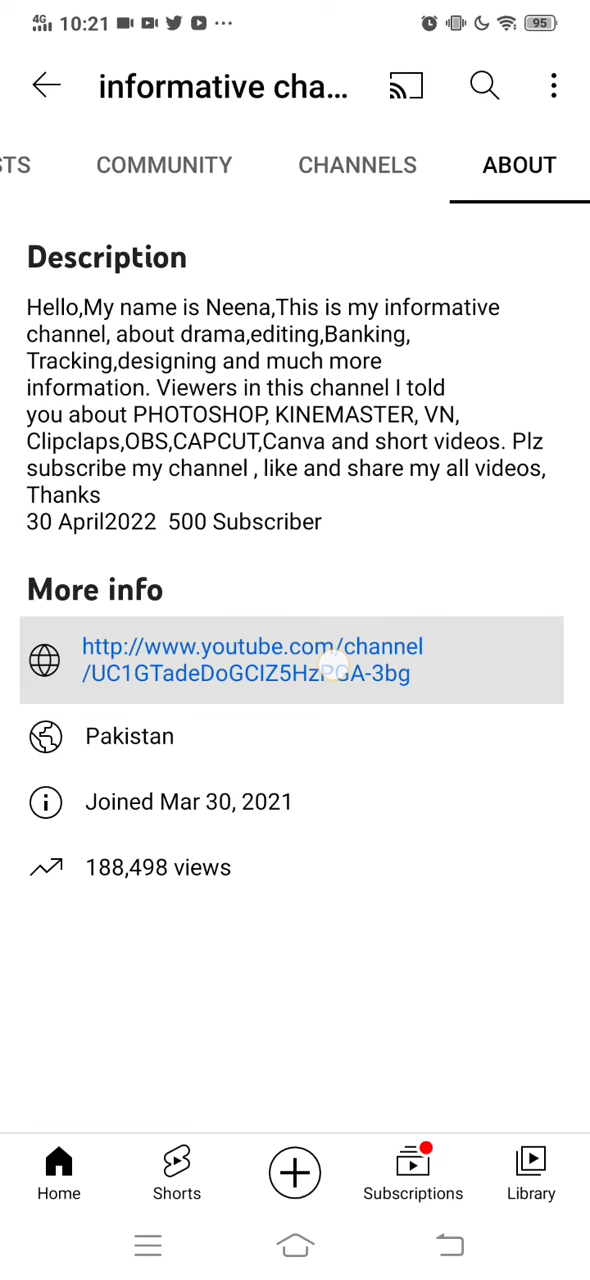 4G 10:21 95
informative cha...
STS COMMUNITY CHANNELS ABOUT
Description
Hello,My name is Neena,This is my informative
channel, about drama,editing,Banking,
Tracking,designing and much more
information. Viewers in this channel I told
you about PHOTOSHOP, KINEMASTER, VN,
Clipclaps,OBS,CAPCUT,Canva and short videos. Plz
subscribe my channel , like and share my all videos,
Thanks
30 April2022  500 Subscriber
More info
http://www.youtube.com/channel
/UC1GTadeDoGCIZ5HzPGA-3bg
Pakistan
Joined Mar 30, 2021
188,498 views
Home Shorts Subscriptions Library